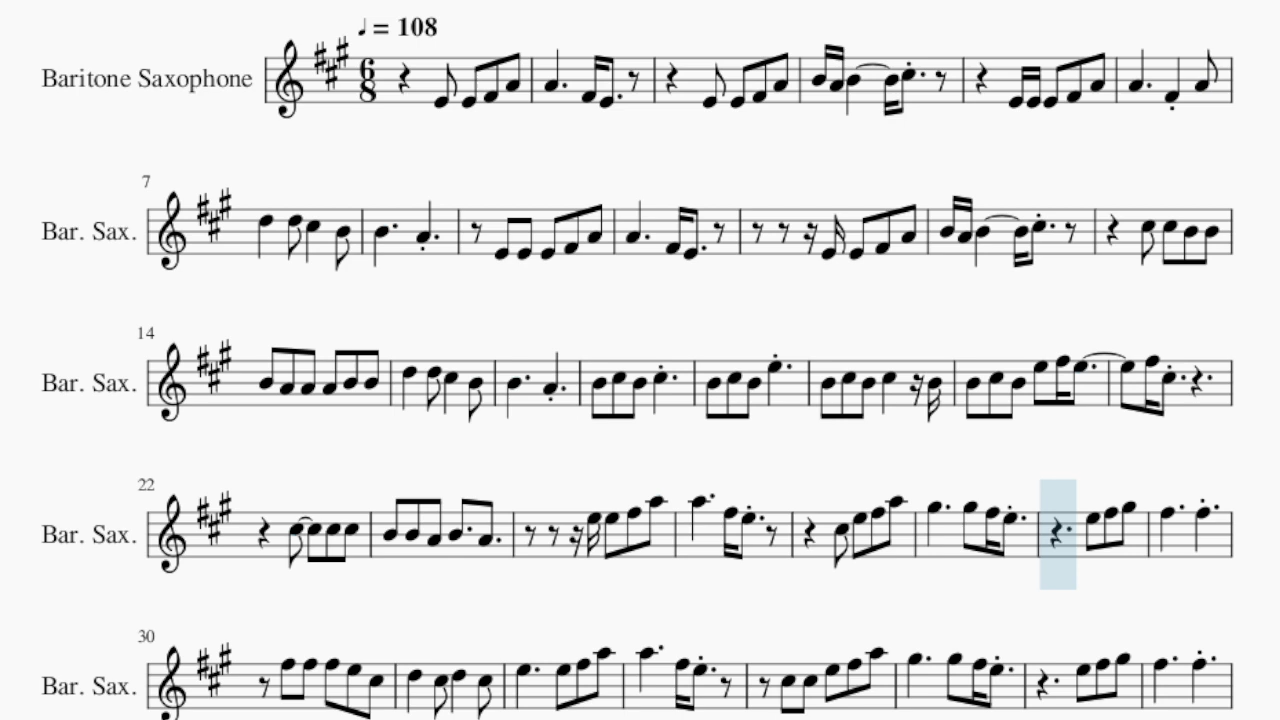 ♩ = 108
Baritone Saxophone
6
8
7
Bar. Sax.
14
Bar. Sax.
22
Bar. Sax.
30
Bar. Sax.